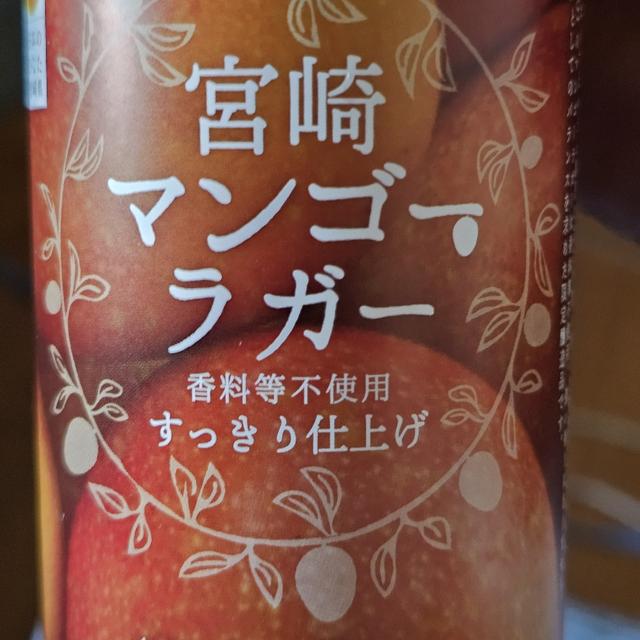 宮崎
マンゴー
ラガー
香料等不使用
すっきり仕上げ